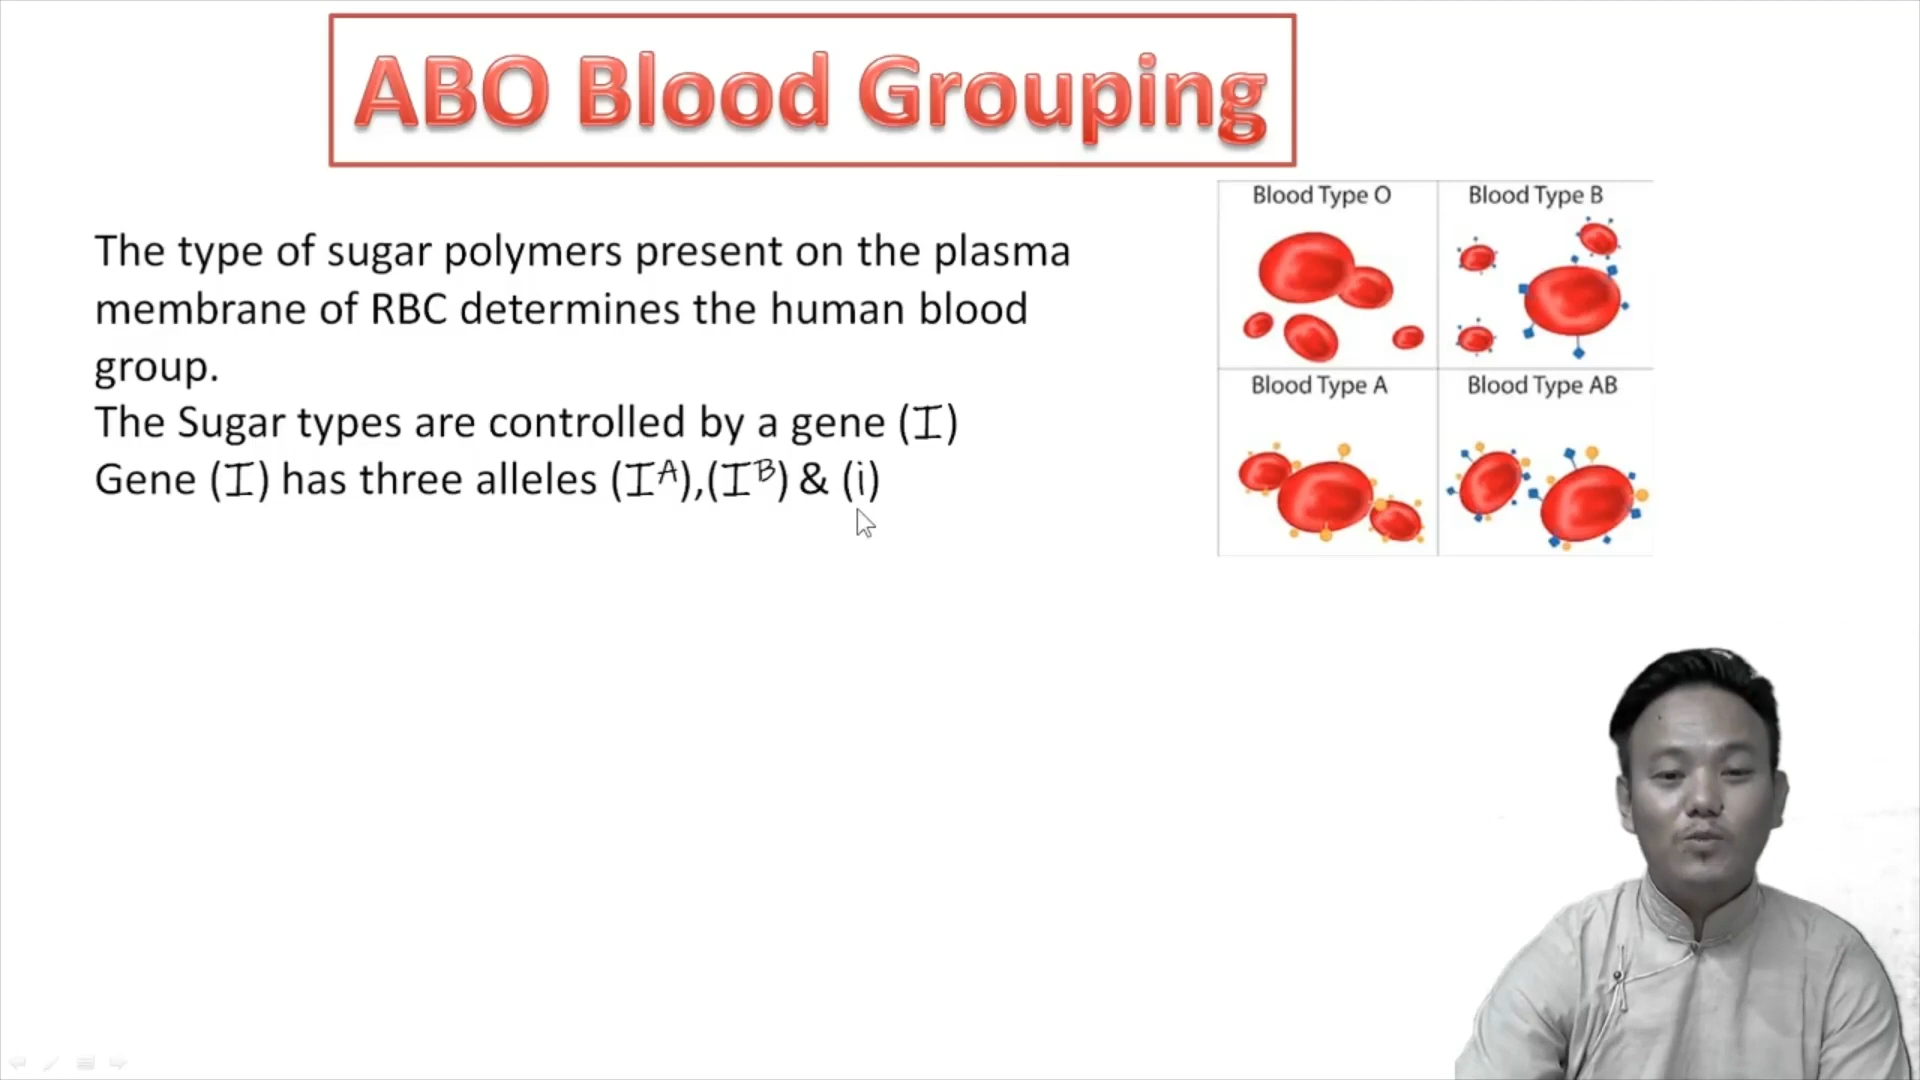 ABO Blood Grouping
The type of sugar polymers present on the plasma
membrane of RBC determines the human blood
group.
The Sugar types are controlled by a gene (I)
Gene (I) has three alleles (Iᴬ),(Iᴮ) & (i)
Blood Type O
Blood Type B
Blood Type A
Blood Type AB